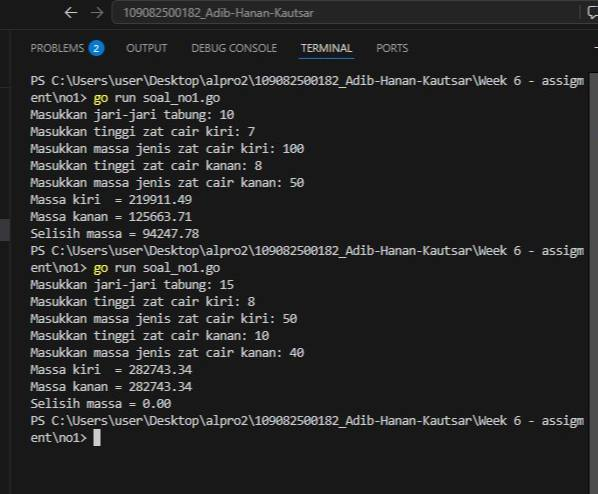 109082500182_Adib-Hanan-Kautsar
PROBLEMS 2 OUTPUT DEBUG CONSOLE TERMINAL PORTS
PS C:\Users\user\Desktop\alpro2\109082500182_Adib-Hanan-Kautsar\Week 6 - assigm
ent\no1> go run soal_no1.go
Masukkan jari-jari tabung: 10
Masukkan tinggi zat cair kiri: 7
Masukkan massa jenis zat cair kiri: 100
Masukkan tinggi zat cair kanan: 8
Masukkan massa jenis zat cair kanan: 50
Massa kiri  = 219911.49
Massa kanan = 125663.71
Selisih massa = 94247.78
PS C:\Users\user\Desktop\alpro2\109082500182_Adib-Hanan-Kautsar\Week 6 - assigm
ent\no1> go run soal_no1.go
Masukkan jari-jari tabung: 15
Masukkan tinggi zat cair kiri: 8
Masukkan massa jenis zat cair kiri: 50
Masukkan tinggi zat cair kanan: 10
Masukkan massa jenis zat cair kanan: 40
Massa kiri  = 282743.34
Massa kanan = 282743.34
Selisih massa = 0.00
PS C:\Users\user\Desktop\alpro2\109082500182_Adib-Hanan-Kautsar\Week 6 - assigm
ent\no1>